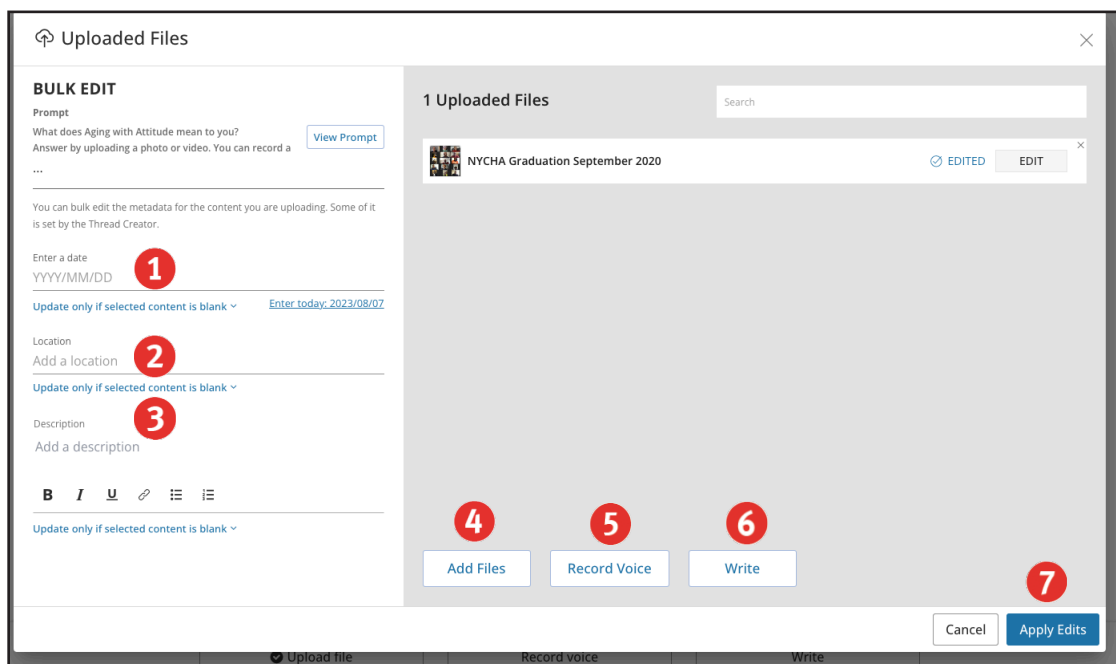 Uploaded Files
BULK EDIT
Prompt
What does Aging with Attitude mean to you?
Answer by uploading a photo or video. You can record a
...
View Prompt
You can bulk edit the metadata for the content you are uploading. Some of it
is set by the Thread Creator.
Enter a date
YYYY/MM/DD
1
Update only if selected content is blank
Enter today: 2023/08/07
Location
Add a location
2
Update only if selected content is blank
3
Description
Add a description
B I U
Update only if selected content is blank
1 Uploaded Files
Search
NYCHA Graduation September 2020
EDITED
EDIT
4
5
6
Add Files
Record Voice
Write
7
Cancel
Apply Edits
Upload file
Record voice
Write